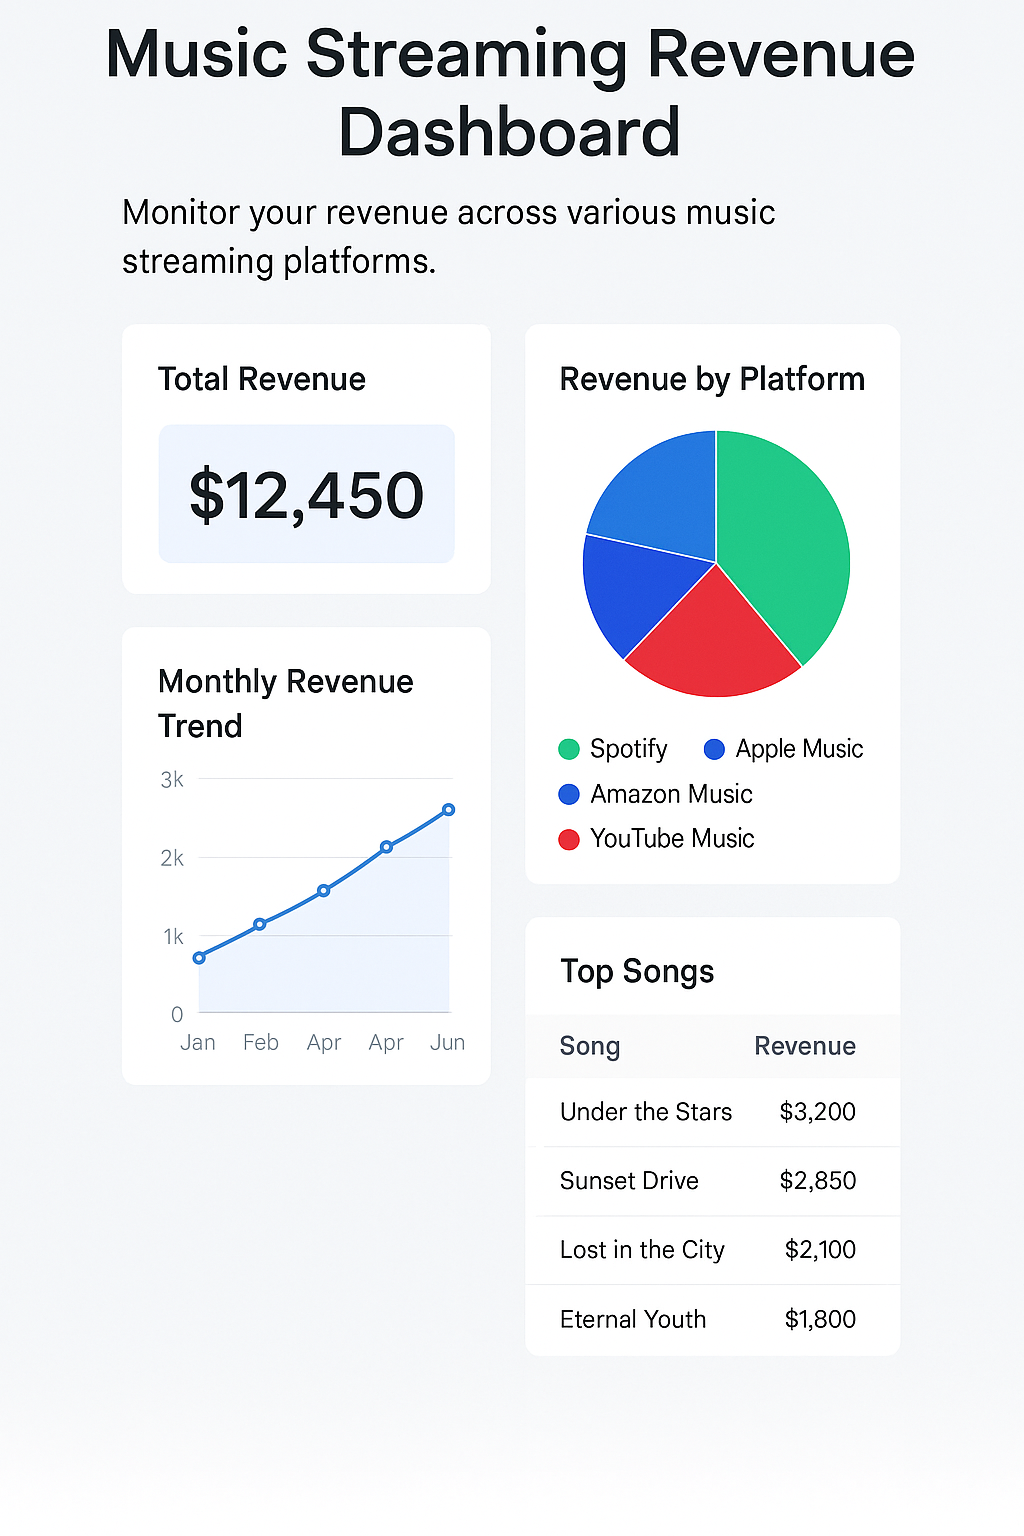 Music Streaming Revenue
Dashboard
Monitor your revenue across various music
streaming platforms.
Total Revenue
$12,450
Monthly Revenue
Trend
3k
2k
1k
0
Jan Feb Apr Apr Jun
Revenue by Platform
Spotify Apple Music
Amazon Music
YouTube Music
Top Songs
Song Revenue
Under the Stars $3,200
Sunset Drive $2,850
Lost in the City $2,100
Eternal Youth $1,800